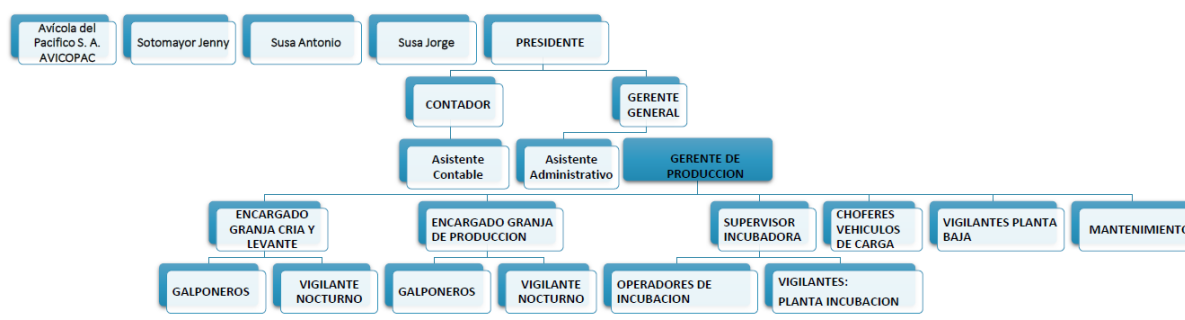 Avícola del
Pacifico S. A.
AVICOPAC
Sotomayor Jenny
Susa Antonio
Susa Jorge
PRESIDENTE
CONTADOR
GERENTE
GENERAL
Asistente
Contable
Asistente
Administrativo
GERENTE DE
PRODUCCION
ENCARGADO
GRANJA CRIA Y
LEVANTE
ENCARGADO GRANJA
DE PRODUCCION
SUPERVISOR
INCUBADORA
CHOFERES
VEHICULOS
DE CARGA
VIGILANTES PLANTA
BAJA
MANTENIMIENTO
GALPONEROS
VIGILANTE
NOCTURNO
GALPONEROS
VIGILANTE
NOCTURNO
OPERADORES DE
INCUBACION
VIGILANTES:
PLANTA INCUBACION